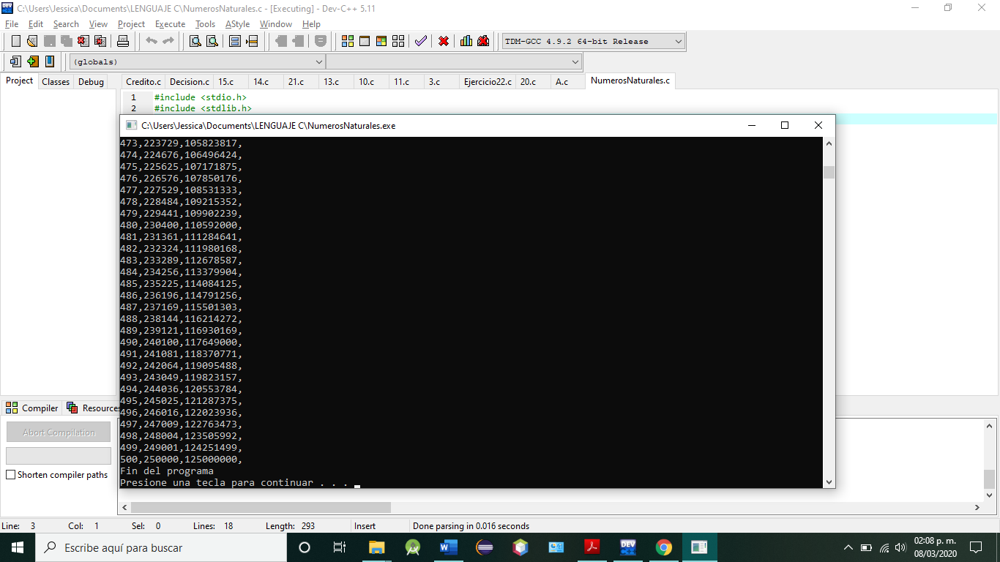 C:\Users\Jessica\Documents\LENGUAJE C\NumerosNaturales.c - [Executing] - Dev-C++ 5.11
File Edit Search View Project Execute Tools AStyle Window Help
TDM-GCC 4.9.2 64-bit Release
(globals)
Project Classes Debug Credito.c Decision.c 15.c 14.c 21.c 13.c 10.c 11.c 3.c Ejercicio22.c 20.c A.c NumerosNaturales.c
1 #include <stdio.h>
2 #include <stdlib.h>
C:\Users\Jessica\Documents\LENGUAJE C\NumerosNaturales.exe
473,223729,105823817,
474,224676,106496424,
475,225625,107171875,
476,226576,107850176,
477,227529,108531333,
478,228484,109215352,
479,229441,109902239,
480,230400,110592000,
481,231361,111284641,
482,232324,111980168,
483,233289,112678587,
484,234256,113379904,
485,235225,114084125,
486,236196,114791256,
487,237169,115501303,
488,238144,116214272,
489,239121,116930169,
490,240100,117649000,
491,241081,118370771,
492,242064,119095488,
493,243049,119823157,
494,244036,120553784,
495,245025,121287375,
496,246016,122023936,
497,247009,122763473,
498,248004,123505992,
499,249001,124251499,
500,250000,125000000,
Fin del programa
Presione una tecla para continuar . . .
Compiler Resources
Abort Compilation
Shorten compiler paths
Line: 3 Col: 1 Sel: 0 Lines: 18 Length: 293 Insert Done parsing in 0.016 seconds
Escribe aquí para buscar
02:08 p. m.
08/03/2020